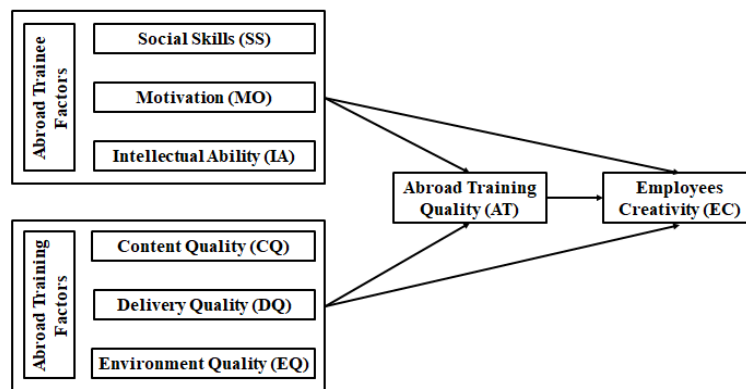 Abroad Trainee
Factors
Social Skills (SS)
Motivation (MO)
Intellectual Ability (IA)
Abroad Training
Quality (AT)
Employees
Creativity (EC)
Abroad Training
Factors
Content Quality (CQ)
Delivery Quality (DQ)
Environment Quality (EQ)